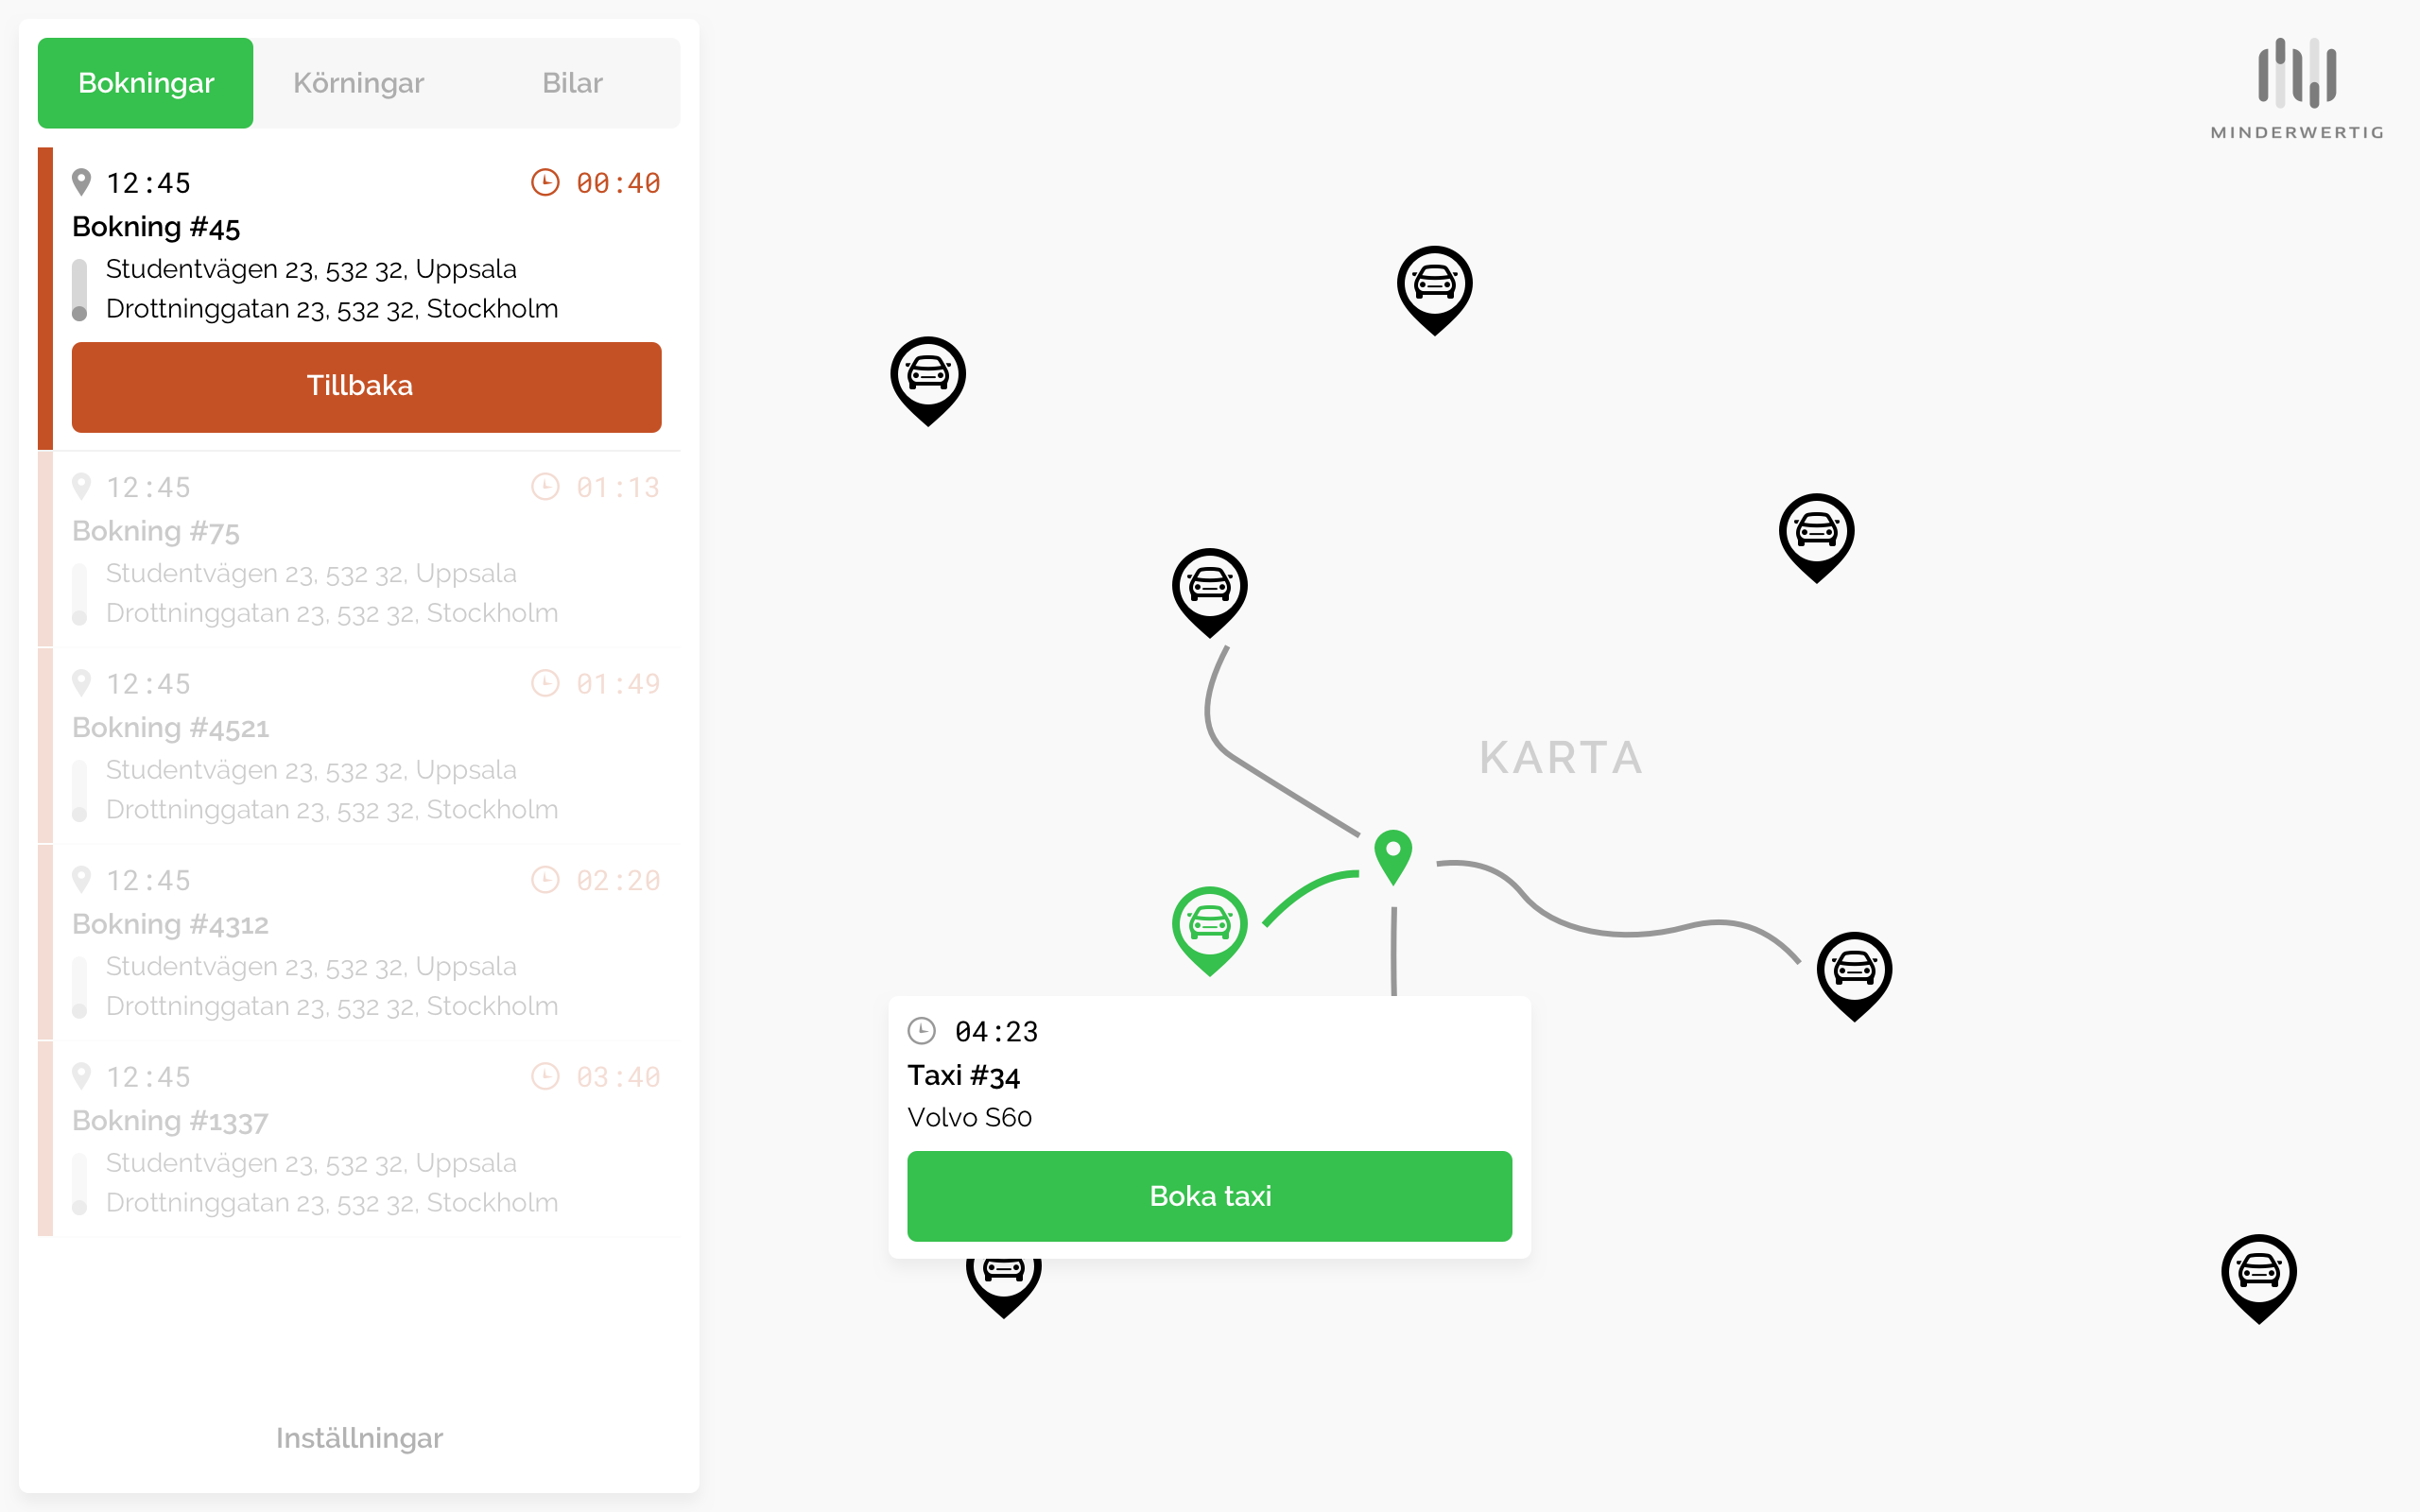 Bokningar Körningar Bilar
12:45 00:40
Bokning #45
Studentvägen 23, 532 32, Uppsala
Drottninggatan 23, 532 32, Stockholm
Tillbaka
12:45 01:13
Bokning #75
Studentvägen 23, 532 32, Uppsala
Drottninggatan 23, 532 32, Stockholm
12:45 01:49
Bokning #4521
Studentvägen 23, 532 32, Uppsala
Drottninggatan 23, 532 32, Stockholm
12:45 02:20
Bokning #4312
Studentvägen 23, 532 32, Uppsala
Drottninggatan 23, 532 32, Stockholm
12:45 03:40
Bokning #1337
Studentvägen 23, 532 32, Uppsala
Drottninggatan 23, 532 32, Stockholm
Inställningar
MINDERWERTIG
KARTA
04:23
Taxi #34
Volvo S60
Boka taxi